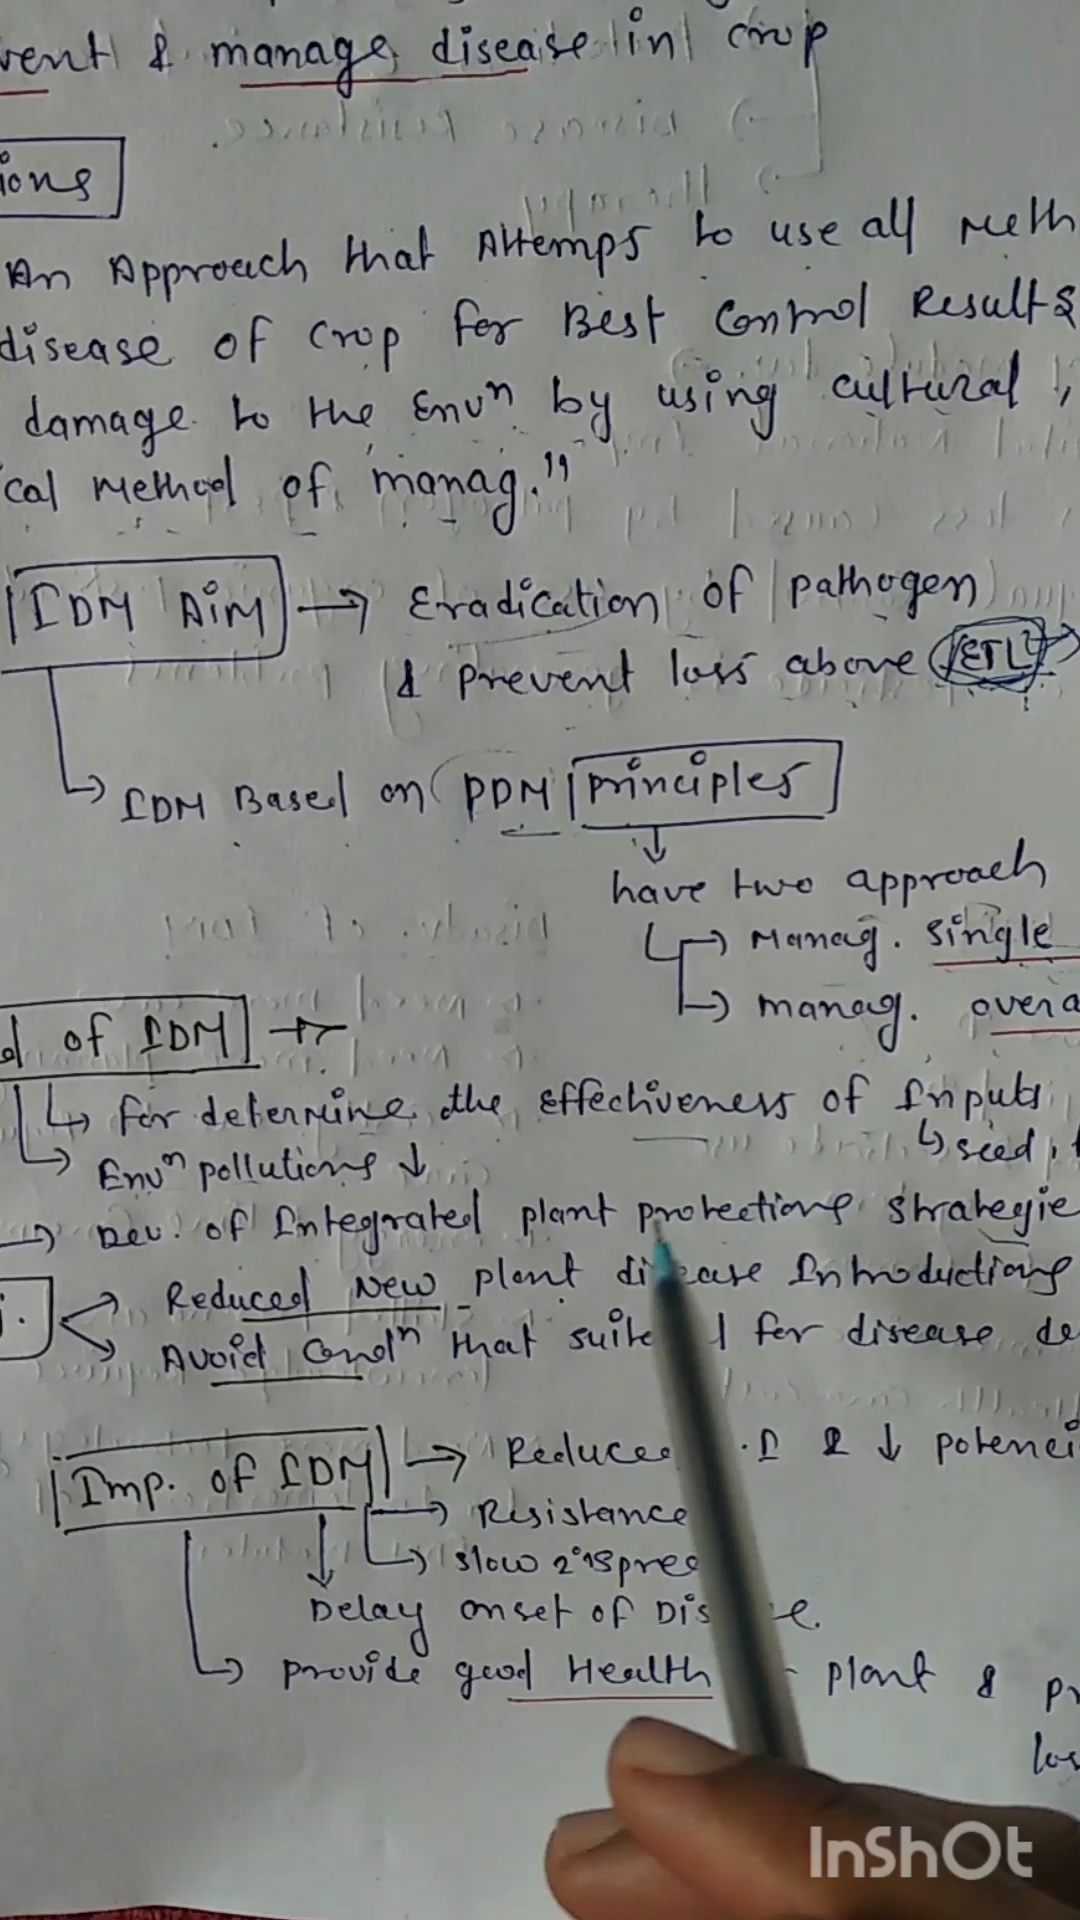 vent & manage disease in crop
ions
An Approach that Attemps to use all meth
disease of crop for Best Control Results
damage to the Envⁿ by using cultural,
cal method of manag."
IDM AiM → Eradication of pathogen
& prevent loss above ETL →
↳ IDM Based on PDM principles
↓
have two approach
↳ Manag. single
↳ manag. overa
d of IDM →
↳ for determine the effectiveness of Inputs
↳ seed,
↳ Envⁿ pollutions ↓
→ Dev. of Integrated plant protections strategie
→ Reduced New plant disease Introductions
→ Avoid Condⁿ that suite for disease de
Imp. of IDM → Reduce .I & ↓ potenci
→ Resistance
→ slow 2° spre
Delay onset of Dis e.
↳ provide good Health plant & pr
los
InShOt